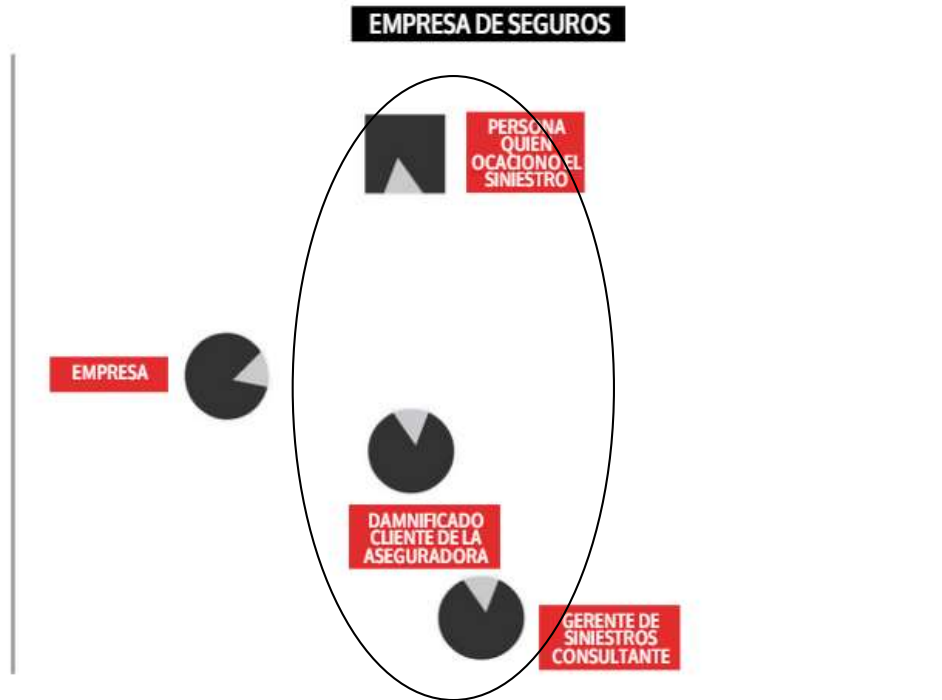 EMPRESA DE SEGUROS
PERSONA
QUIEN
OCACIONO EL
SINIESTRO
EMPRESA
DAMNIFICADO
CLIENTE DE LA
ASEGURADORA
GERENTE DE
SINIESTROS
CONSULTANTE